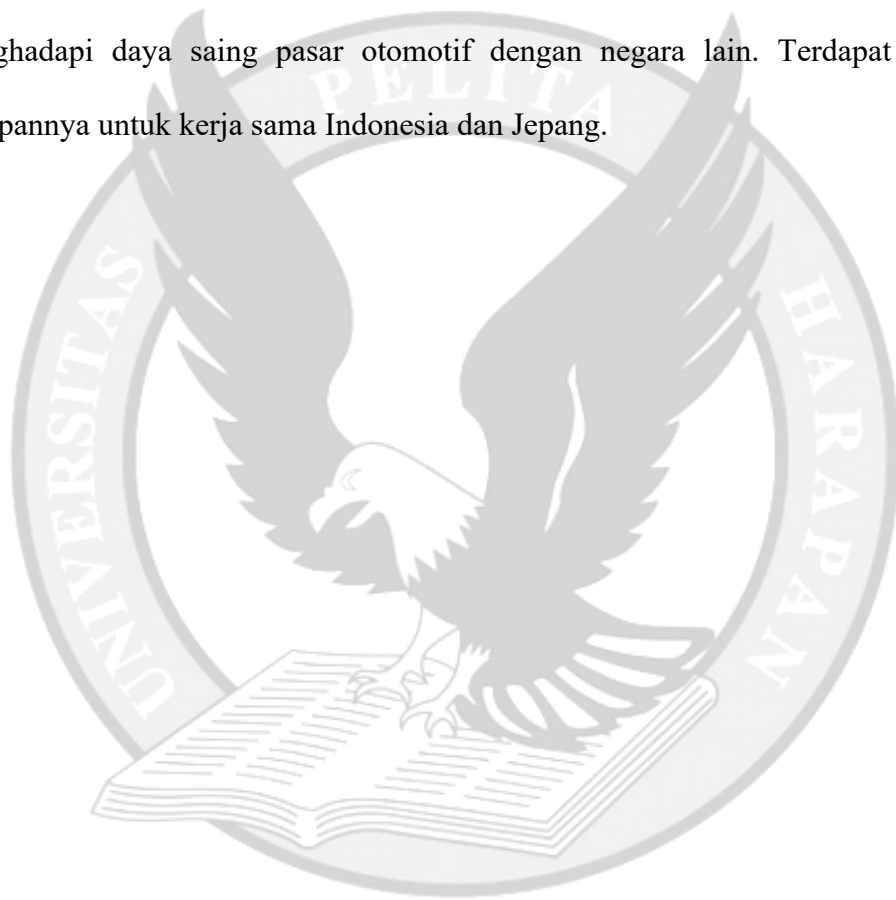 ghadapi daya saing pasar otomotif dengan negara lain. Terdapat
pannya untuk kerja sama Indonesia dan Jepang.
PELITA
UNIVERSITAS
HARAPAN